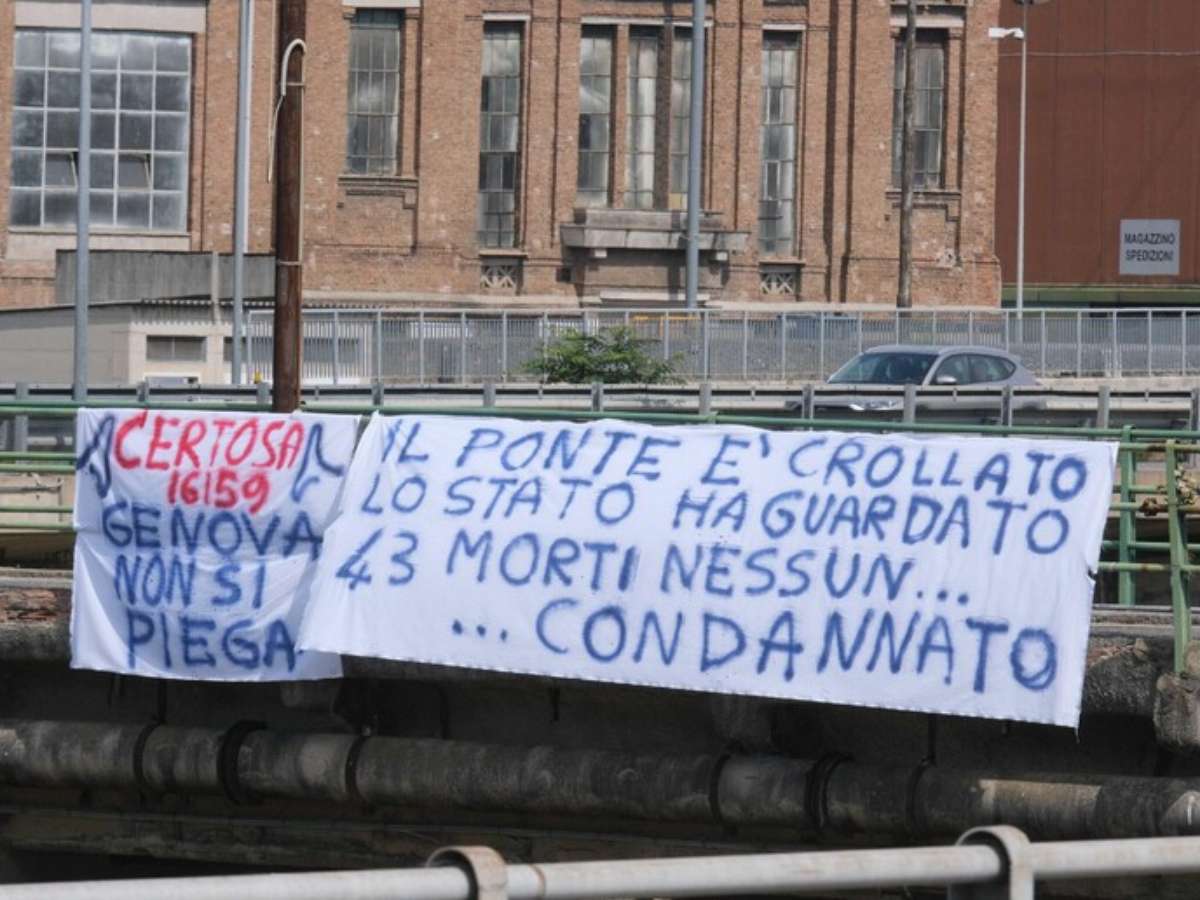 MAGAZZINO
SPEDIZIONI
CERTOSA
16159
GENOVA
NON SI
PIEGA
IL PONTE E' CROLLATO
LO STATO HA GUARDATO
43 MORTI NESSUN...
...CONDANNATO